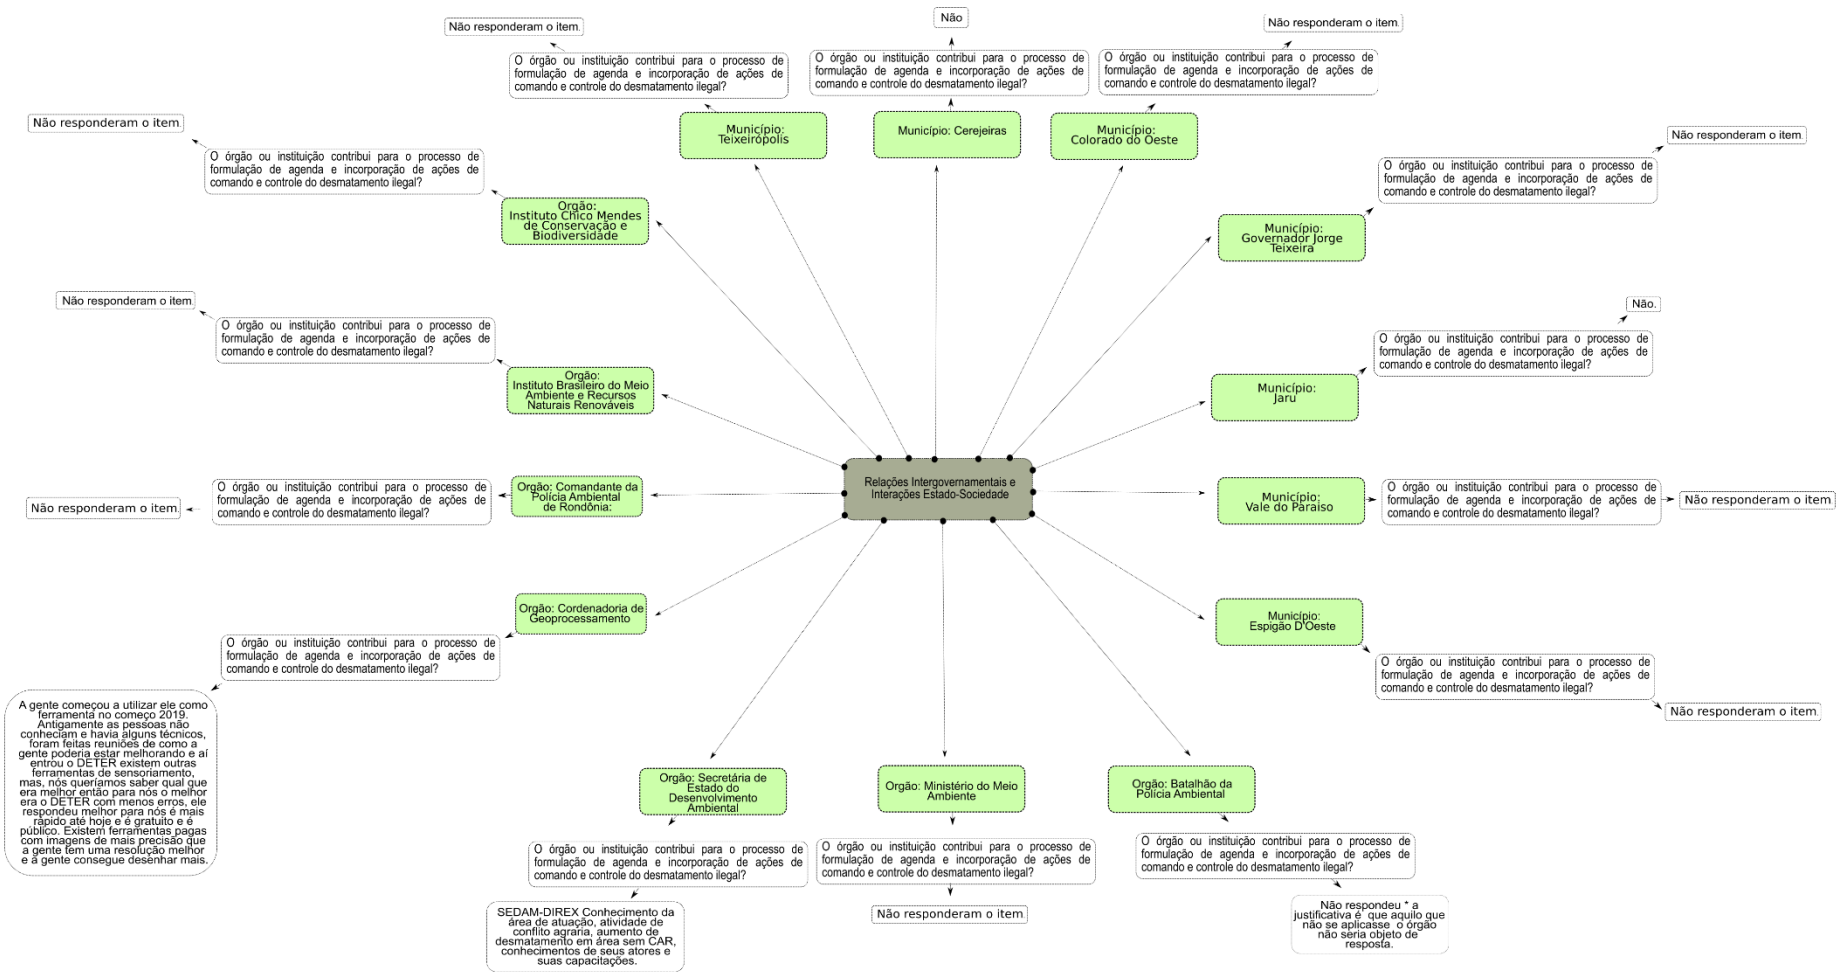 Não responderam o item.
O órgão ou instituição contribui para o processo de
formulação de agenda e incorporação de ações de
comando e controle do desmatamento ilegal?
Município:
Teixeirópolis
Não
O órgão ou instituição contribui para o processo de
formulação de agenda e incorporação de ações de
comando e controle do desmatamento ilegal?
Município: Cerejeiras
Não responderam o item.
O órgão ou instituição contribui para o processo de
formulação de agenda e incorporação de ações de
comando e controle do desmatamento ilegal?
Município:
Colorado do Oeste
Não responderam o item.
O órgão ou instituição contribui para o processo de
formulação de agenda e incorporação de ações de
comando e controle do desmatamento ilegal?
Orgão:
Instituto Chico Mendes
de Conservação e
Biodiversidade
Não responderam o item.
O órgão ou instituição contribui para o processo de
formulação de agenda e incorporação de ações de
comando e controle do desmatamento ilegal?
Município:
Governador Jorge
Teixeira
Não responderam o item.
O órgão ou instituição contribui para o processo de
formulação de agenda e incorporação de ações de
comando e controle do desmatamento ilegal?
Orgão:
Instituto Brasileiro do Meio
Ambiente e Recursos
Naturais Renováveis
Não.
O órgão ou instituição contribui para o processo de
formulação de agenda e incorporação de ações de
comando e controle do desmatamento ilegal?
Município:
Jaru
Relações Intergovernamentais e
Interações Estado-Sociedade
Orgão: Comandante da
Polícia Ambiental
de Rondônia:
O órgão ou instituição contribui para o processo de
formulação de agenda e incorporação de ações de
comando e controle do desmatamento ilegal?
Não responderam o item.
Município:
Vale do Paraiso
O órgão ou instituição contribui para o processo de
formulação de agenda e incorporação de ações de
comando e controle do desmatamento ilegal?
Não responderam o item.
Orgão: Cordenadoria de
Geoprocessamento
O órgão ou instituição contribui para o processo de
formulação de agenda e incorporação de ações de
comando e controle do desmatamento ilegal?
A gente começou a utilizar ele como
ferramenta no começo 2019.
Antigamente as pessoas não
conheciam e havia alguns técnicos,
foram feitas reuniões de como a
gente poderia estar melhorando e aí
entrou o DETER existem outras
ferramentas de sensoriamento,
mas, nós queríamos saber qual que
era melhor então para nós o melhor
era o DETER com menos erros, ele
respondeu melhor para nós é mais
rápido até hoje e é gratuito e é
público. Existem ferramentas pagas
com imagens de mais precisão que
a gente tem uma resolução melhor
e a gente consegue desenhar mais.
Município:
Espigão D'Oeste
O órgão ou instituição contribui para o processo de
formulação de agenda e incorporação de ações de
comando e controle do desmatamento ilegal?
Não responderam o item.
Orgão: Secretária de
Estado do
Desenvolvimento
Ambiental
O órgão ou instituição contribui para o processo de
formulação de agenda e incorporação de ações de
comando e controle do desmatamento ilegal?
SEDAM-DIREX Conhecimento da
área de atuação, atividade de
conflito agraria, aumento de
desmatamento em área sem CAR,
conhecimentos de seus atores e
suas capacitações.
Orgão: Ministério do Meio
Ambiente
O órgão ou instituição contribui para o processo de
formulação de agenda e incorporação de ações de
comando e controle do desmatamento ilegal?
Não responderam o item.
Orgão: Batalhão da
Polícia Ambiental
O órgão ou instituição contribui para o processo de
formulação de agenda e incorporação de ações de
comando e controle do desmatamento ilegal?
Não respondeu * a
justificativa é que aquilo que
não se aplicasse o órgão
não seria objeto de
resposta.